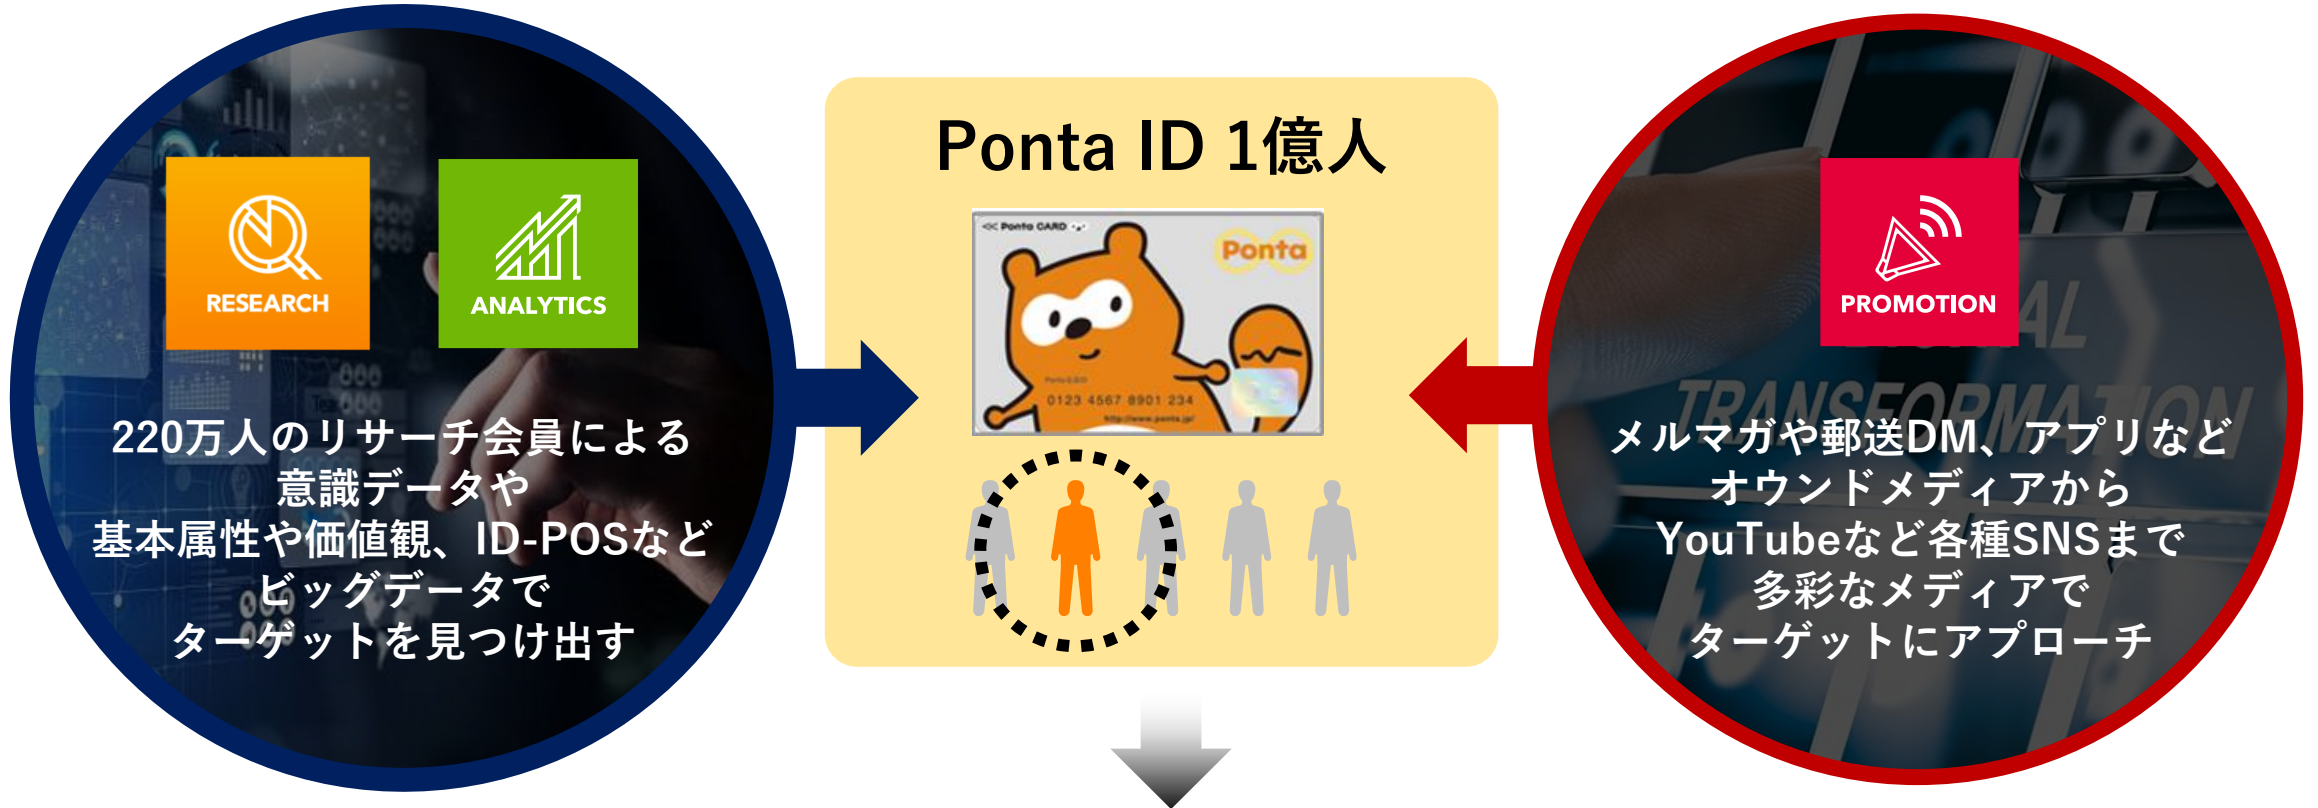 RESEARCH
ANALYTICS
220万人のリサーチ会員による
意識データや
基本属性や価値観、ID-POSなど
ビッグデータで
ターゲットを見つけ出す
Ponta ID 1億人
<< Ponta CARD
Ponta
0123 4567 8901 234
http://www.ponta.jp/
PROMOTION
TRANSFORMATION
メルマガや郵送DM、アプリなど
オウンドメディアから
YouTubeなど各種SNSまで
多彩なメディアで
ターゲットにアプローチ